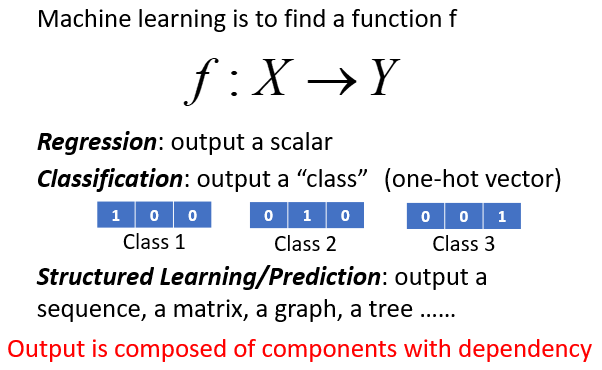 Machine learning is to find a function f
f : X → Y
Regression: output a scalar
Classification: output a “class” (one-hot vector)
1 0 0 0 1 0 0 0 1
Class 1 Class 2 Class 3
Structured Learning/Prediction: output a
sequence, a matrix, a graph, a tree ……
Output is composed of components with dependency